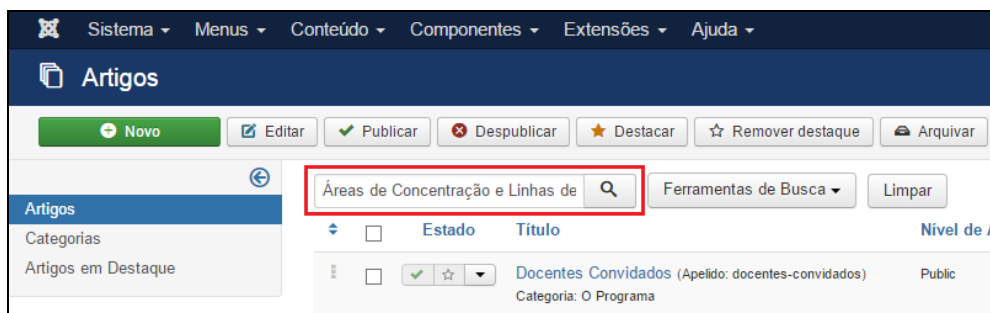 Sistema Menus Conteúdo Componentes Extensões Ajuda
Artigos
Novo Editar Publicar Despublicar Destacar Remover destaque Arquivar
Áreas de Concentração e Linhas de Ferramentas de Busca Limpar
Artigos
Categorias
Artigos em Destaque
Estado Título Nível de
Docentes Convidados (Apelido: docentes-convidados) Public
Categoria: O Programa